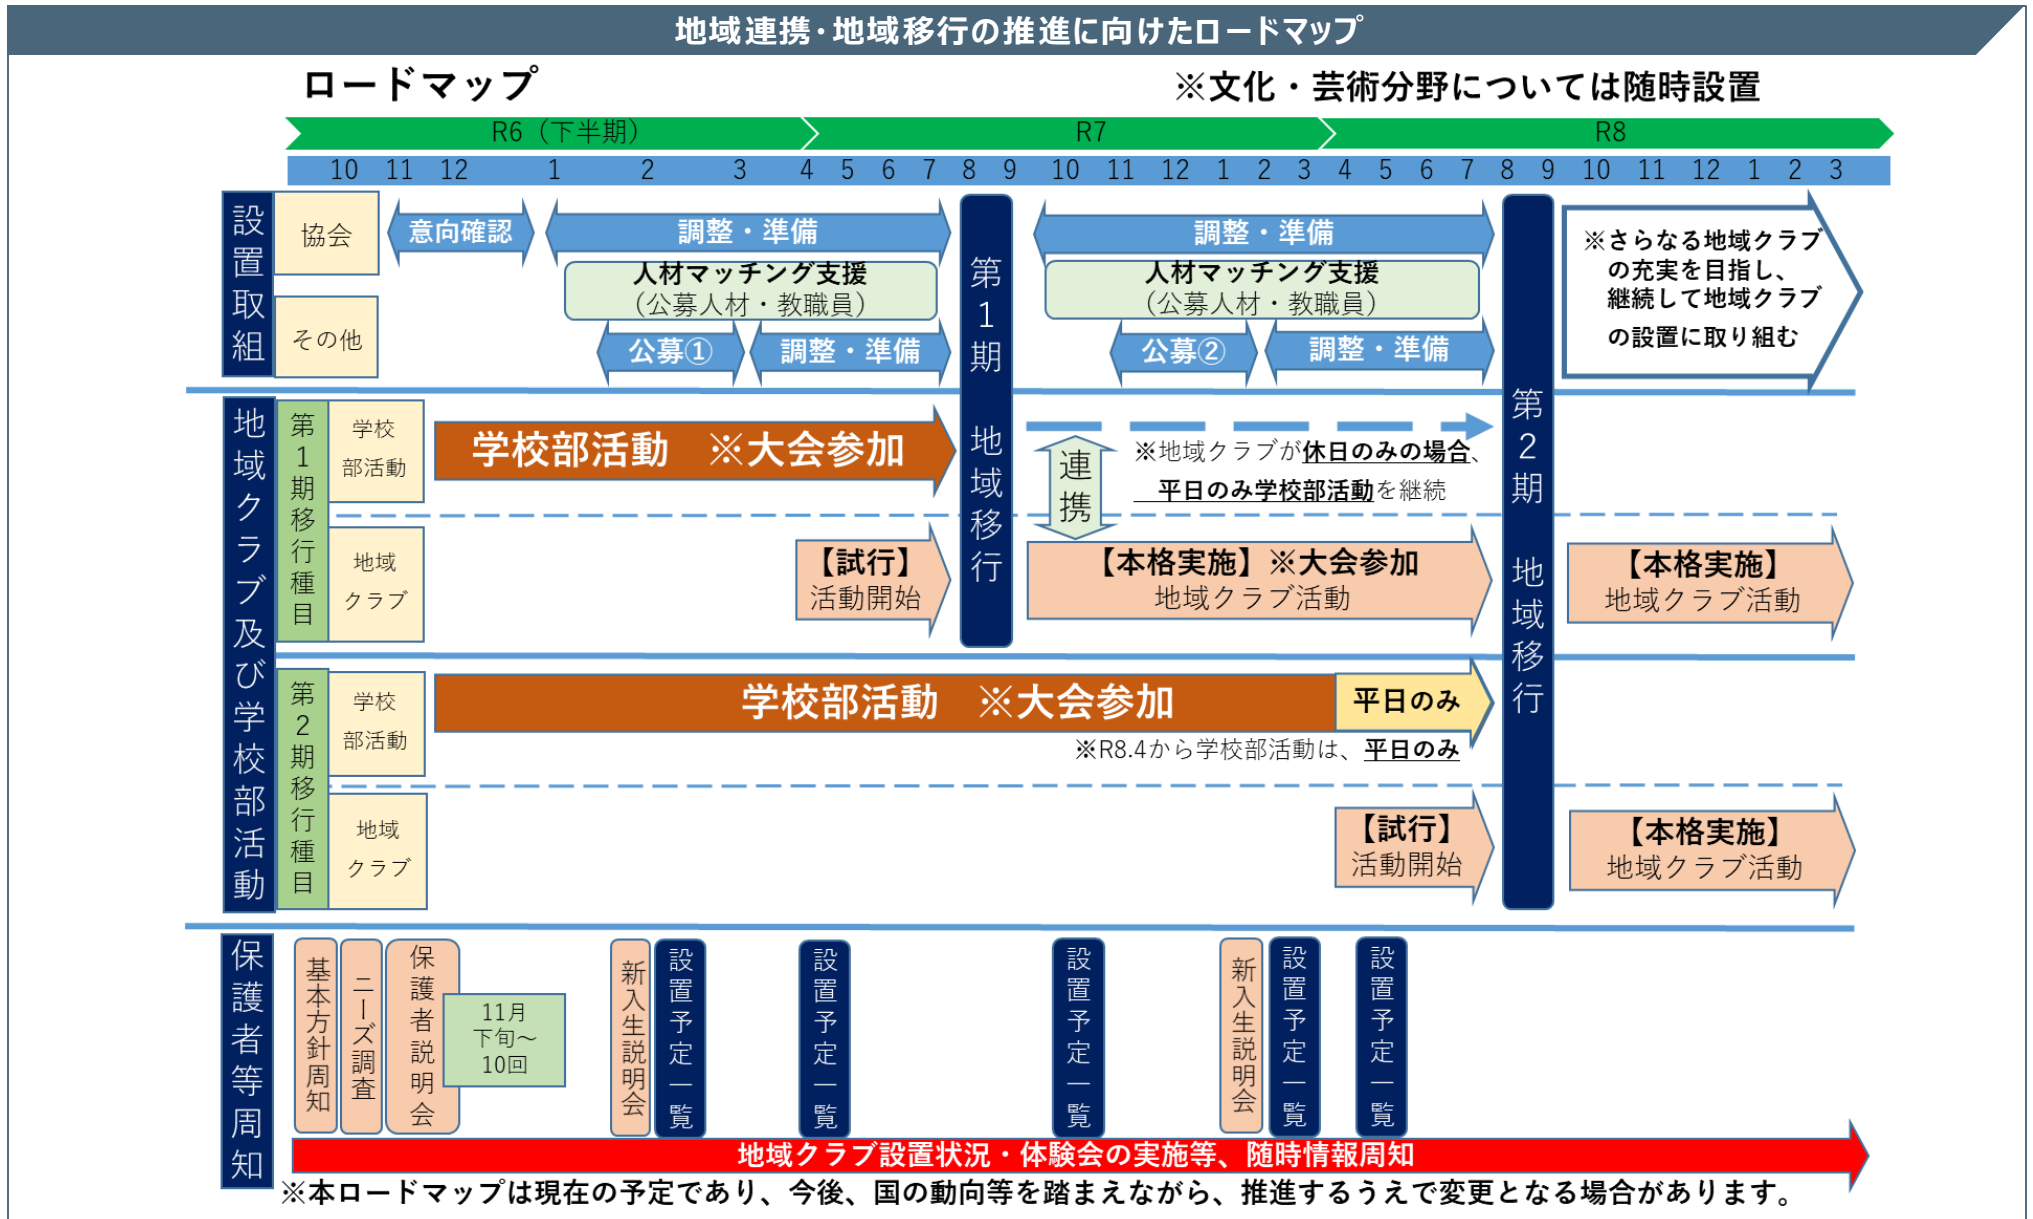 地域連携・地域移行の推進に向けたロードマップ
ロードマップ
※文化・芸術分野については随時設置
R6（下半期）
R7
R8
10 11 12 1 2 3 4 5 6 7 8 9 10 11 12 1 2 3 4 5 6 7 8 9 10 11 12 1 2 3
設置取組
協会
その他
意向確認
調整・準備
人材マッチング支援
（公募人材・教職員）
公募①
調整・準備
第1期 地域移行
調整・準備
人材マッチング支援
（公募人材・教職員）
公募②
調整・準備
第2期 地域移行
※さらなる地域クラブ
の充実を目指し、
継続して地域クラブ
の設置に取り組む
地域クラブ及び学校部活動
第1期移行種目
学校
部活動
学校部活動 ※大会参加
連携
※地域クラブが休日のみの場合、
平日のみ学校部活動を継続
地域
クラブ
【試行】
活動開始
【本格実施】※大会参加
地域クラブ活動
【本格実施】
地域クラブ活動
第2期移行種目
学校
部活動
学校部活動 ※大会参加
平日のみ
※R8.4から学校部活動は、平日のみ
地域
クラブ
【試行】
活動開始
【本格実施】
地域クラブ活動
保護者等周知
基本方針周知
ニーズ調査
保護者説明会
11月
下旬～
10回
新入生説明会
設置予定一覧
設置予定一覧
設置予定一覧
新入生説明会
設置予定一覧
設置予定一覧
地域クラブ設置状況・体験会の実施等、随時情報周知
※本ロードマップは現在の予定であり、今後、国の動向等を踏まえながら、推進するうえで変更となる場合があります。